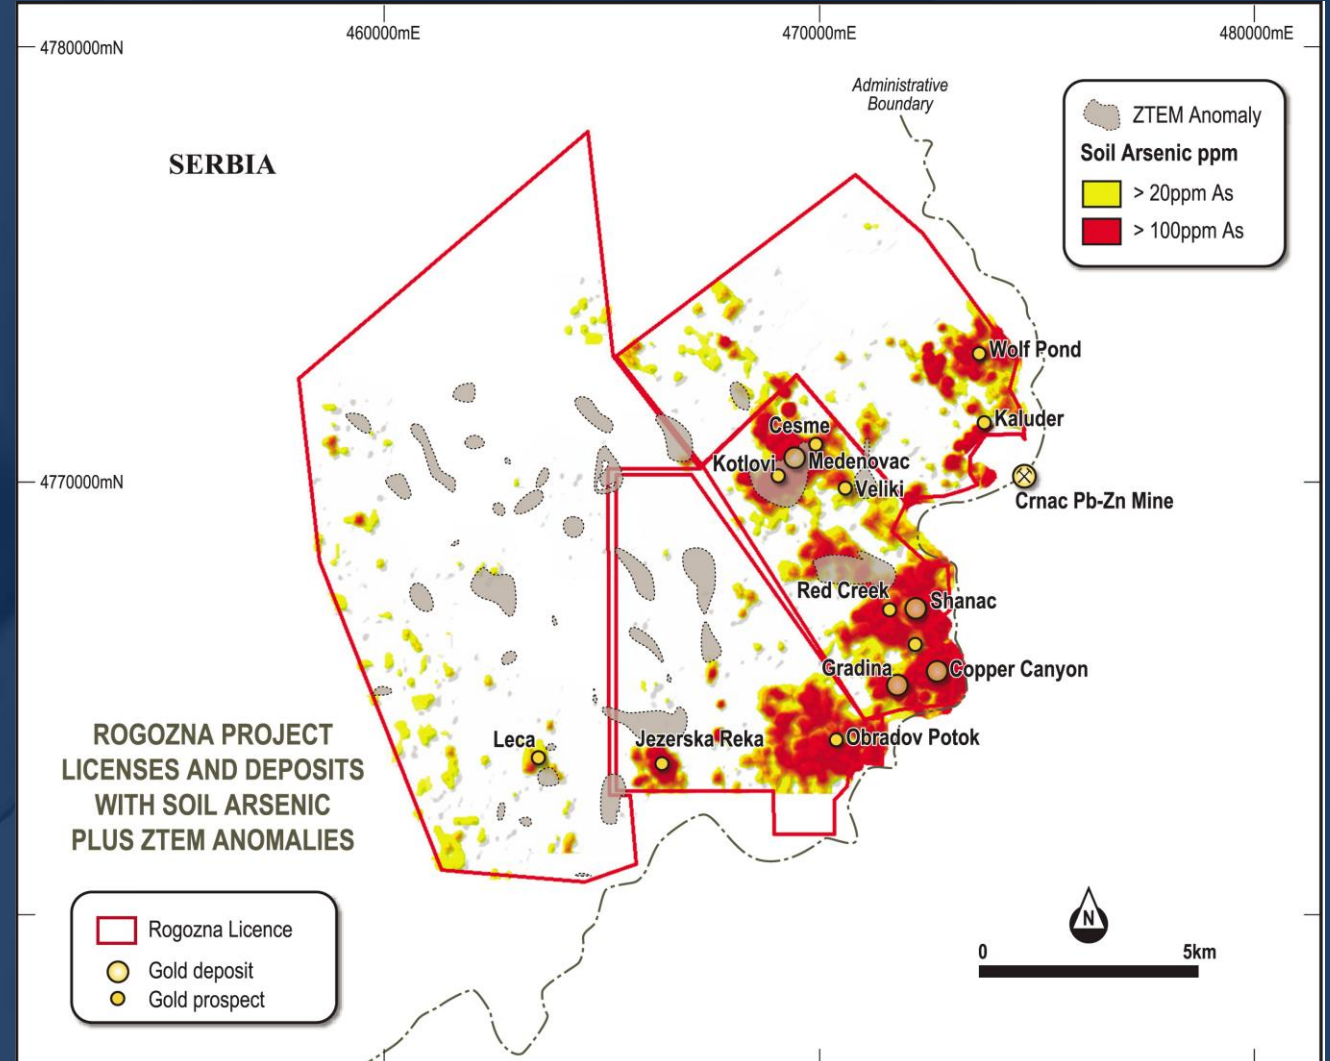 460000mE
470000mE
480000mE
4780000mN
Administrative
Boundary
ZTEM Anomaly
Soil Arsenic ppm
> 20ppm As
> 100ppm As
SERBIA
Wolf Pond
Kaluder
Cesme
Kotlovi
Medenovac
Veliki
4770000mN
Crnac Pb-Zn Mine
Red Creek
Shanac
Gradina
Copper Canyon
Leca
Jezerska Reka
Obradov Potok
ROGOZNA PROJECT
LICENSES AND DEPOSITS
WITH SOIL ARSENIC
PLUS ZTEM ANOMALIES
Rogozna Licence
Gold deposit
Gold prospect
N
0
5km